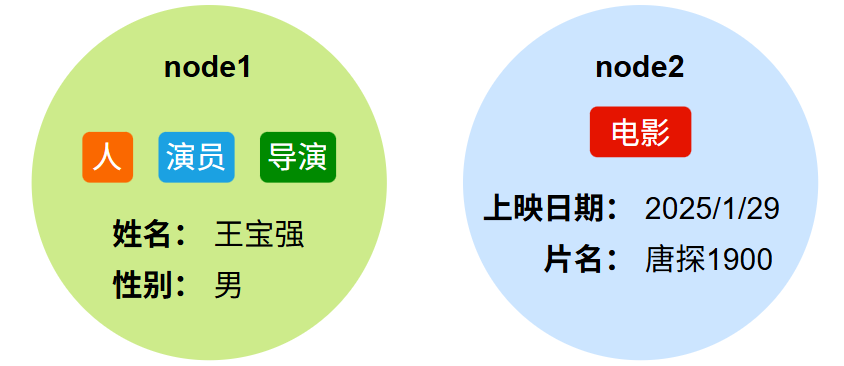 node1
人 演员 导演
姓名： 王宝强
性别： 男
node2
电影
上映日期： 2025/1/29
片名： 唐探1900